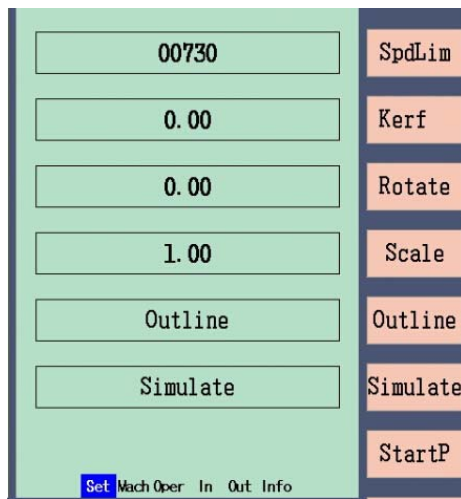 00730 SpdLim
0.00 Kerf
0.00 Rotate
1.00 Scale
Outline Outline
Simulate Simulate
StartP
Set Mach Oper In Out Info